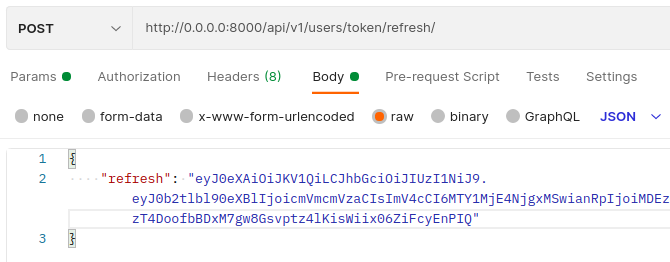 POST http://0.0.0.0:8000/api/v1/users/token/refresh/
Params Authorization Headers (8) Body Pre-request Script Tests Settings
none form-data x-www-form-urlencoded raw binary GraphQL JSON
1 {
2 "refresh": "eyJ0eXAiOiJKV1QiLCJhbGciOiJIUzI1NiJ9.
eyJ0b2tlbl90eXBlIjoicmVmcmVzaCIsImV4cCI6MTY1MjE4NjgxMSwianRpIjoiMDEz
zT4DoofbBDxM7gw8Gsvptz4lKisWiix06ZiFcyEnPIQ"
3 }